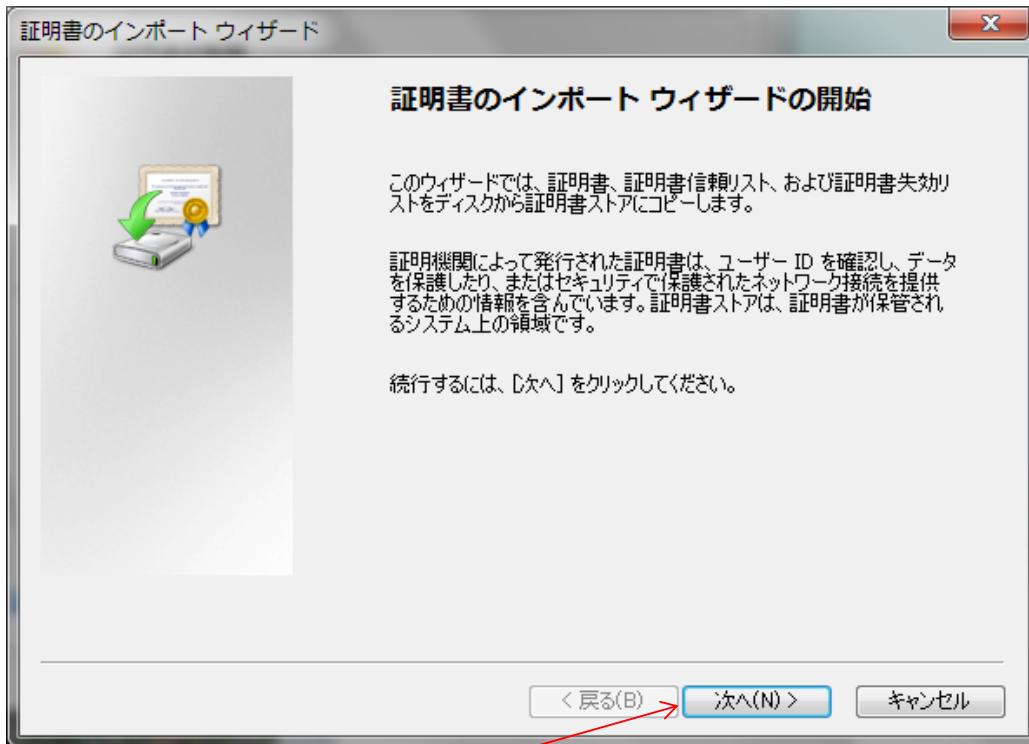 証明書のインポート ウィザード
証明書のインポート ウィザードの開始
このウィザードでは、証明書、証明書信頼リスト、および証明書失効リ
ストをディスクから証明書ストアにコピーします。
証明機関によって発行された証明書は、ユーザー ID を確認し、データ
を保護したり、またはセキュリティで保護されたネットワーク接続を提供
するための情報を含んでいます。証明書ストアは、証明書が保管され
るシステム上の領域です。
続行するには、[次へ] をクリックしてください。
< 戻る(B)
次へ(N) >
キャンセル